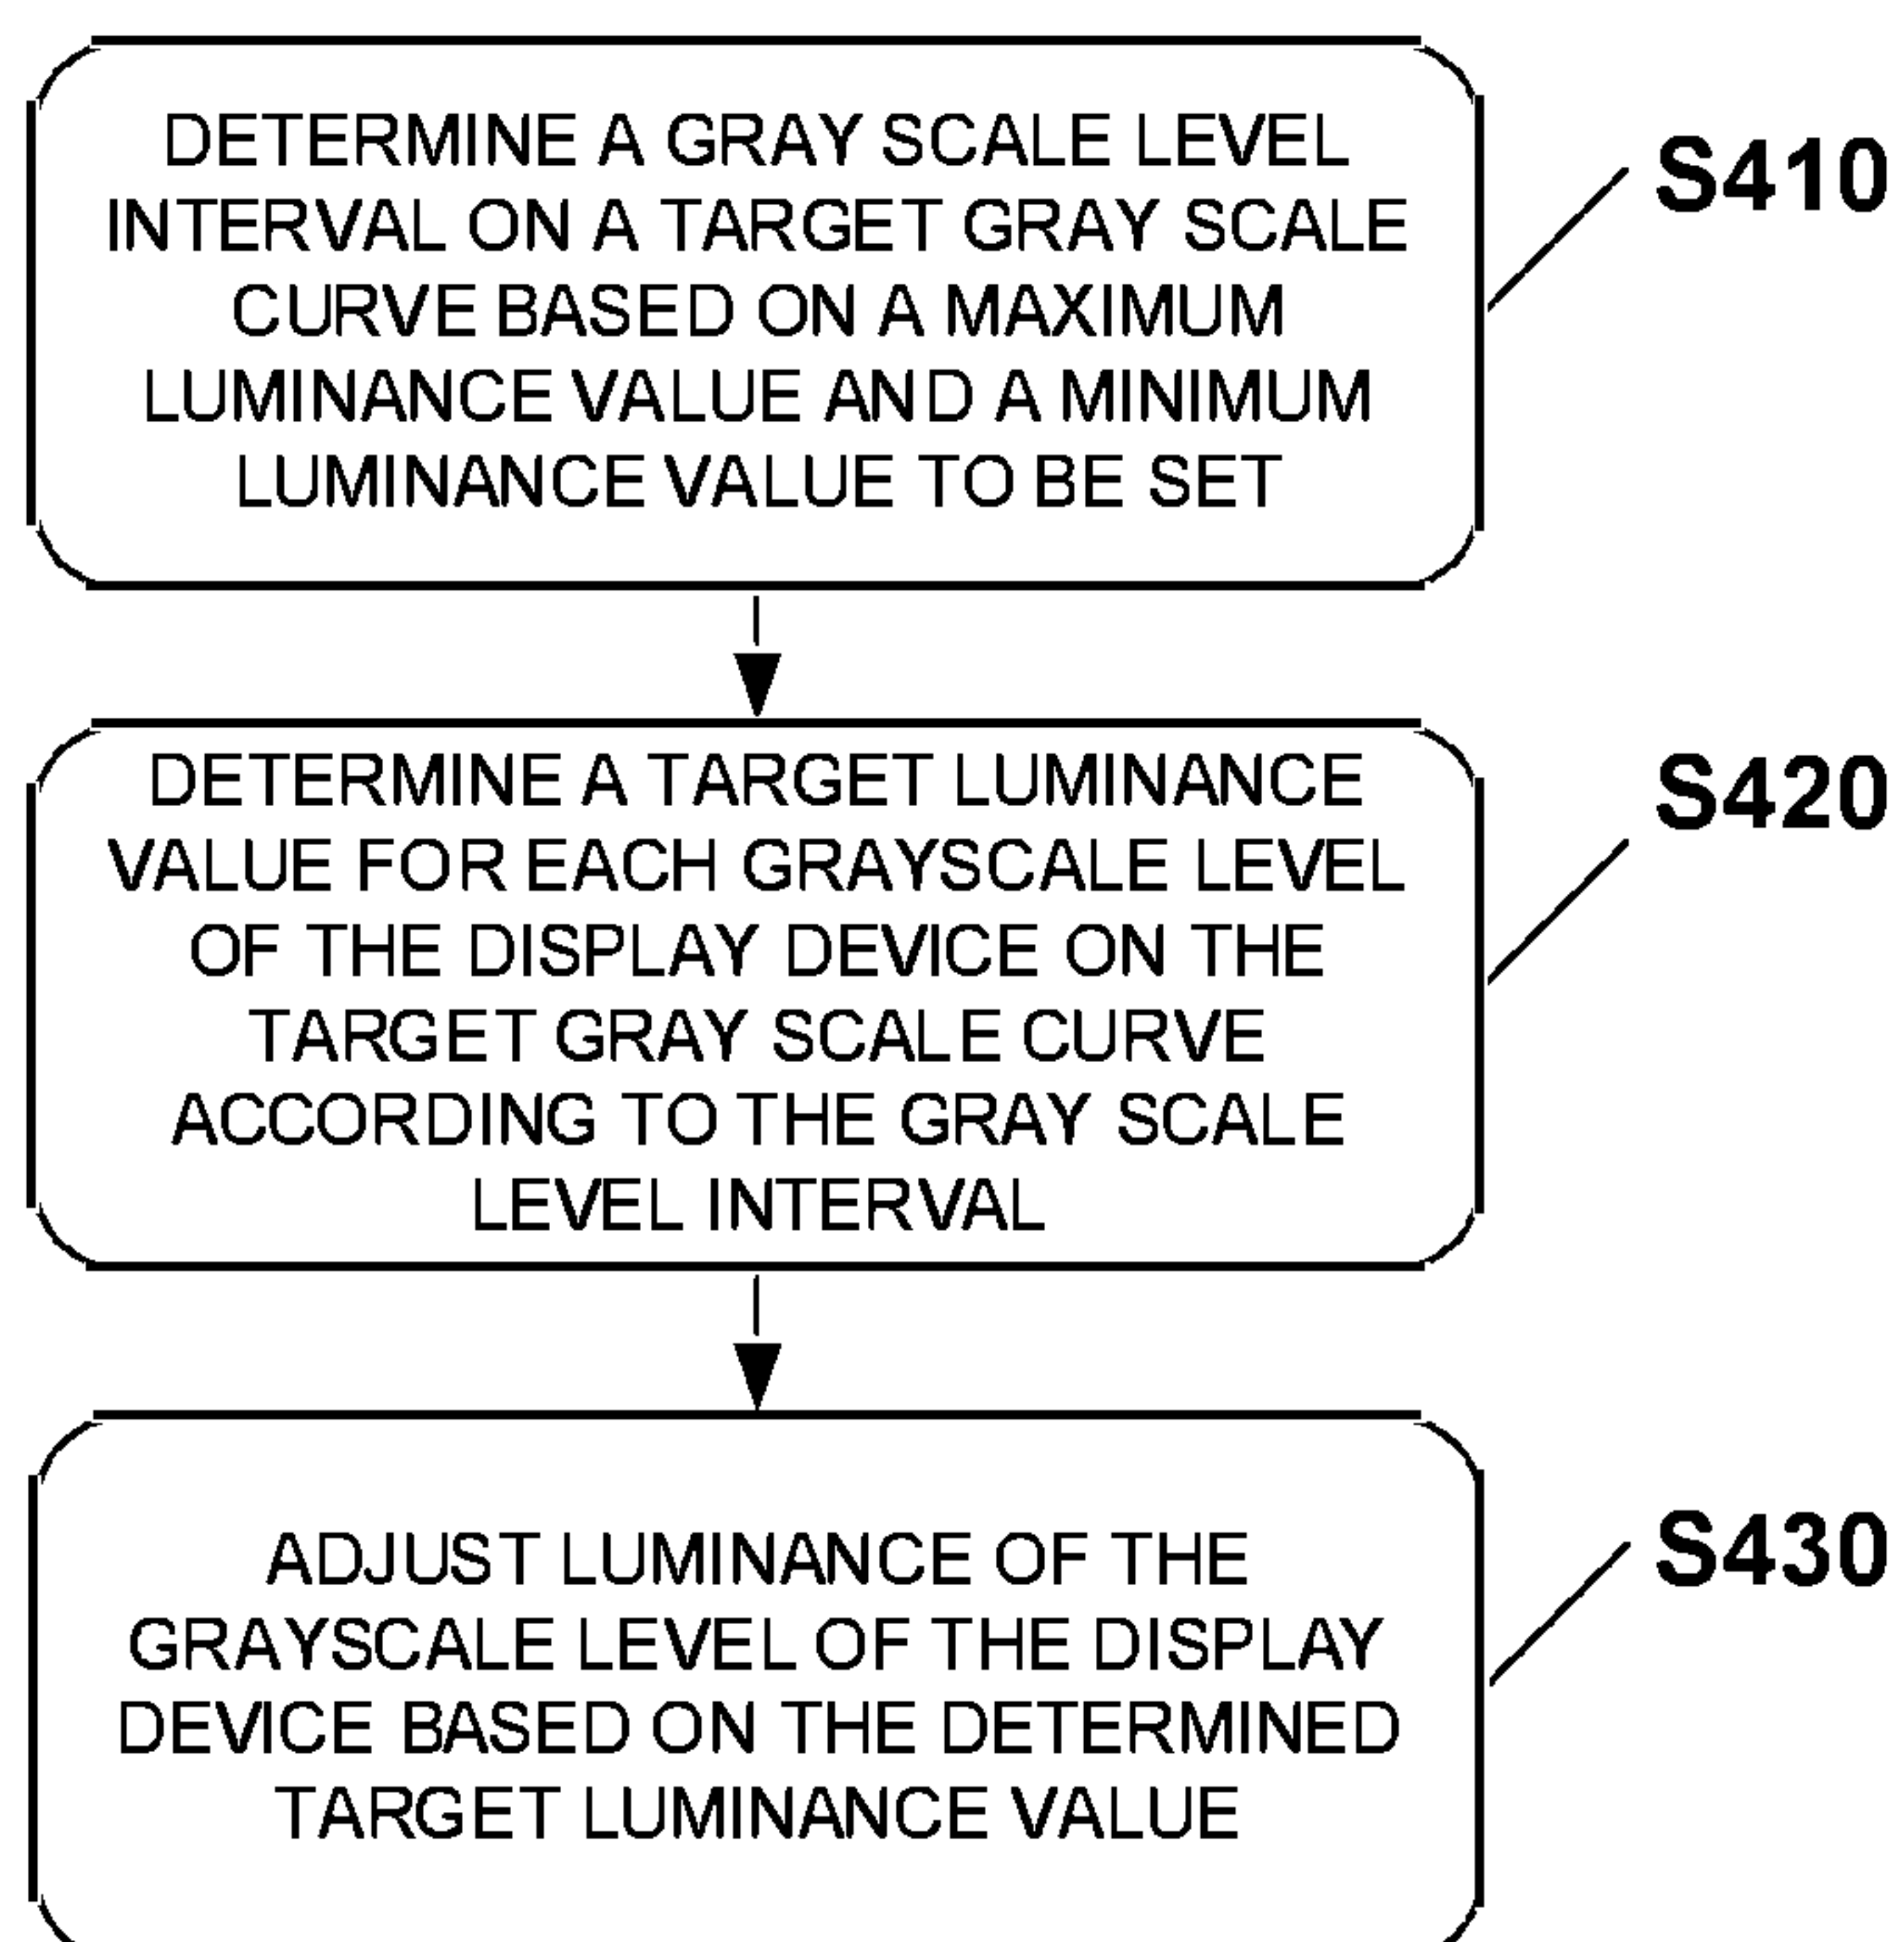 DETERMINE A GRAY SCALE LEVEL
INTERVAL ON A TARGET GRAY SCALE
CURVE BASED ON A MAXIMUM
LUMINANCE VALUE AND A MINIMUM
LUMINANCE VALUE TO BE SET
S410
DETERMINE A TARGET LUMINANCE
VALUE FOR EACH GRAYSCALE LEVEL
OF THE DISPLAY DEVICE ON THE
TARGET GRAY SCALE CURVE
ACCORDING TO THE GRAY SCALE
LEVEL INTERVAL
S420
ADJUST LUMINANCE OF THE
GRAYSCALE LEVEL OF THE DISPLAY
DEVICE BASED ON THE DETERMINED
TARGET LUMINANCE VALUE
S430